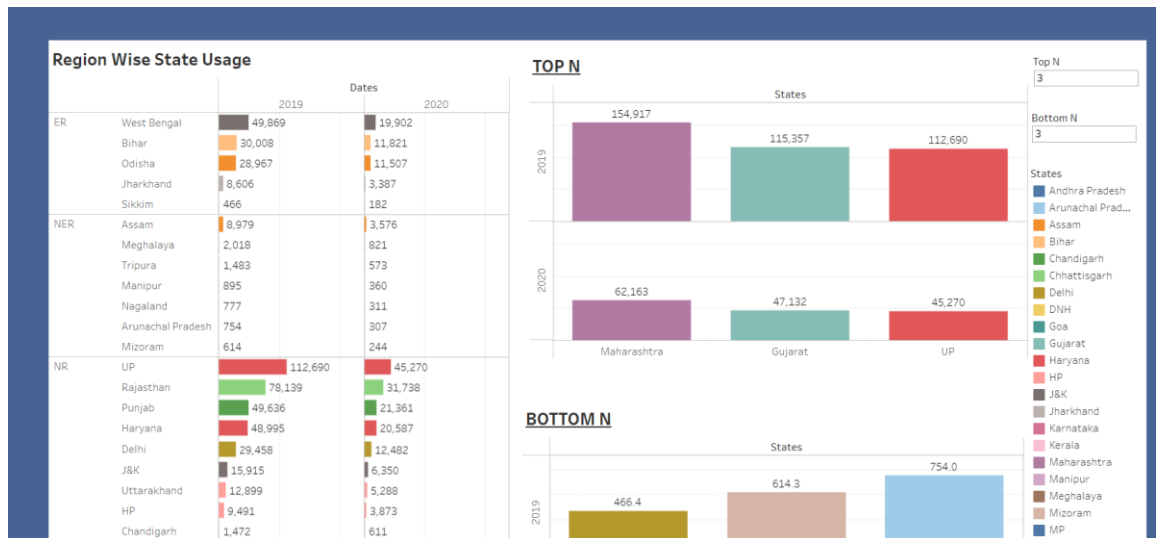 Region Wise State Usage
Dates
2019 2020
ER West Bengal 49,869 19,902
Bihar 30,008 11,821
Odisha 28,967 11,507
Jharkhand 8,606 3,387
Sikkim 466 182
NER Assam 8,979 3,576
Meghalaya 2,018 821
Tripura 1,483 573
Manipur 895 360
Nagaland 777 311
Arunachal Pradesh 754 307
Mizoram 614 244
NR UP 112,690 45,270
Rajasthan 78,139 31,738
Punjab 49,636 21,361
Haryana 48,995 20,587
Delhi 29,458 12,482
J&K 15,915 6,350
Uttarakhand 12,899 5,288
HP 9,491 3,873
Chandigarh 1,472 611
TOP N
States
2019
154,917 115,357 112,690
2020
62,163 47,132 45,270
Maharashtra Gujarat UP
BOTTOM N
States
2019
466.4 614.3 754.0
Top N
3
Bottom N
3
States
Andhra Pradesh
Arunachal Prad...
Assam
Bihar
Chandigarh
Chhattisgarh
Delhi
DNH
Goa
Gujarat
Haryana
HP
J&K
Jharkhand
Karnataka
Kerala
Maharashtra
Manipur
Meghalaya
Mizoram
MP